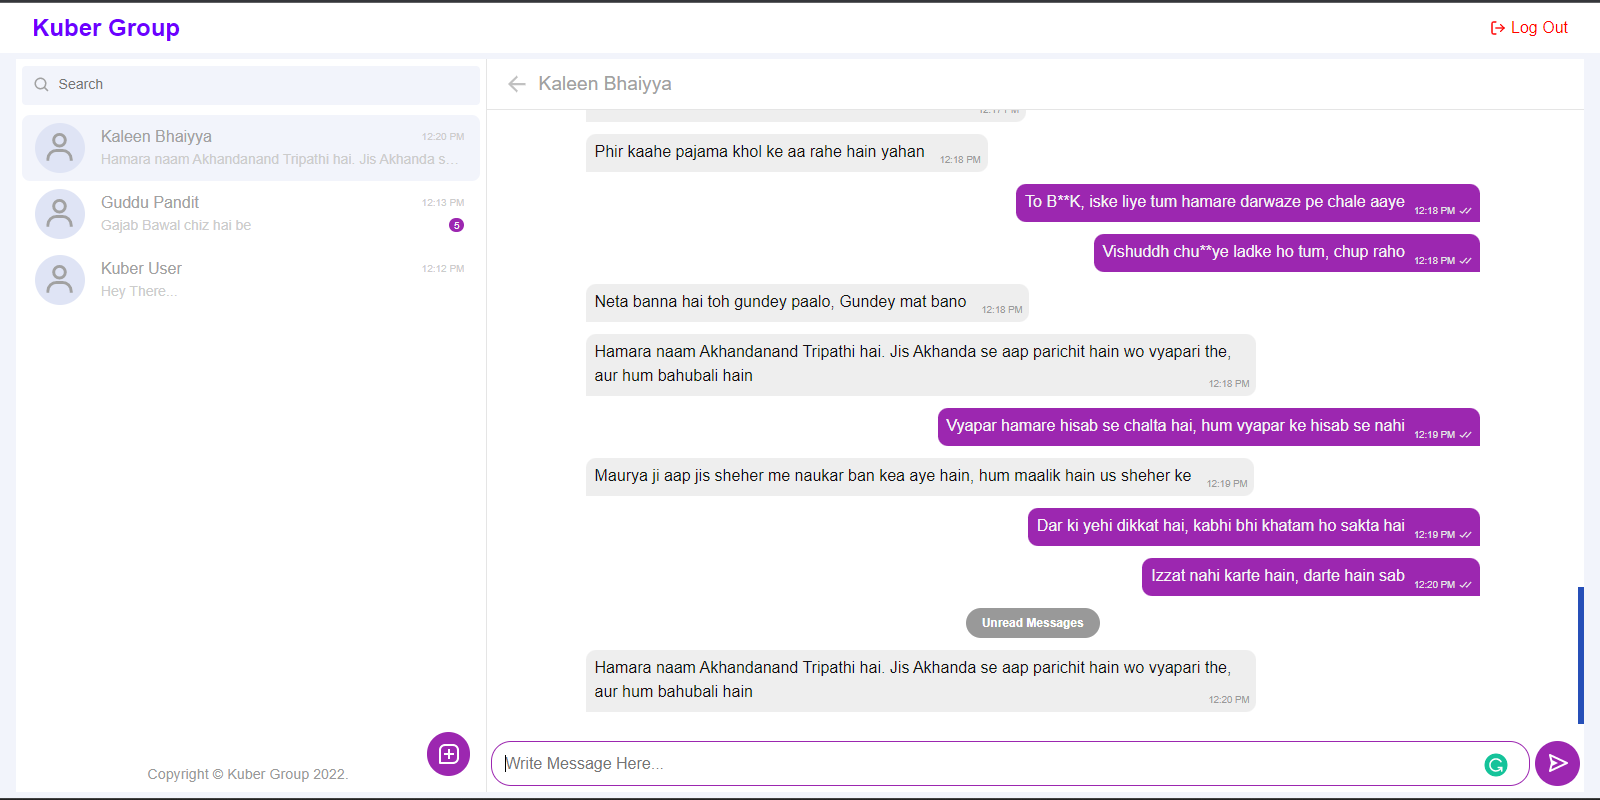 Kuber Group
Log Out
Search
Kaleen Bhaiyya
12:20 PM
Hamara naam Akhandanand Tripathi hai. Jis Akhanda s...
Guddu Pandit
12:13 PM
Gajab Bawal chiz hai be
5
Kuber User
12:12 PM
Hey There...
Copyright © Kuber Group 2022.
Kaleen Bhaiyya
12:17 PM
Phir kaahe pajama khol ke aa rahe hain yahan
12:18 PM
To B**K, iske liye tum hamare darwaze pe chale aaye
12:18 PM
Vishuddh chu**ye ladke ho tum, chup raho
12:18 PM
Neta banna hai toh gundey paalo, Gundey mat bano
12:18 PM
Hamara naam Akhandanand Tripathi hai. Jis Akhanda se aap parichit hain wo vyapari the,
aur hum bahubali hain
12:18 PM
Vyapar hamare hisab se chalta hai, hum vyapar ke hisab se nahi
12:19 PM
Maurya ji aap jis sheher me naukar ban kea aye hain, hum maalik hain us sheher ke
12:19 PM
Dar ki yehi dikkat hai, kabhi bhi khatam ho sakta hai
12:19 PM
Izzat nahi karte hain, darte hain sab
12:20 PM
Unread Messages
Hamara naam Akhandanand Tripathi hai. Jis Akhanda se aap parichit hain wo vyapari the,
aur hum bahubali hain
12:20 PM
Write Message Here...